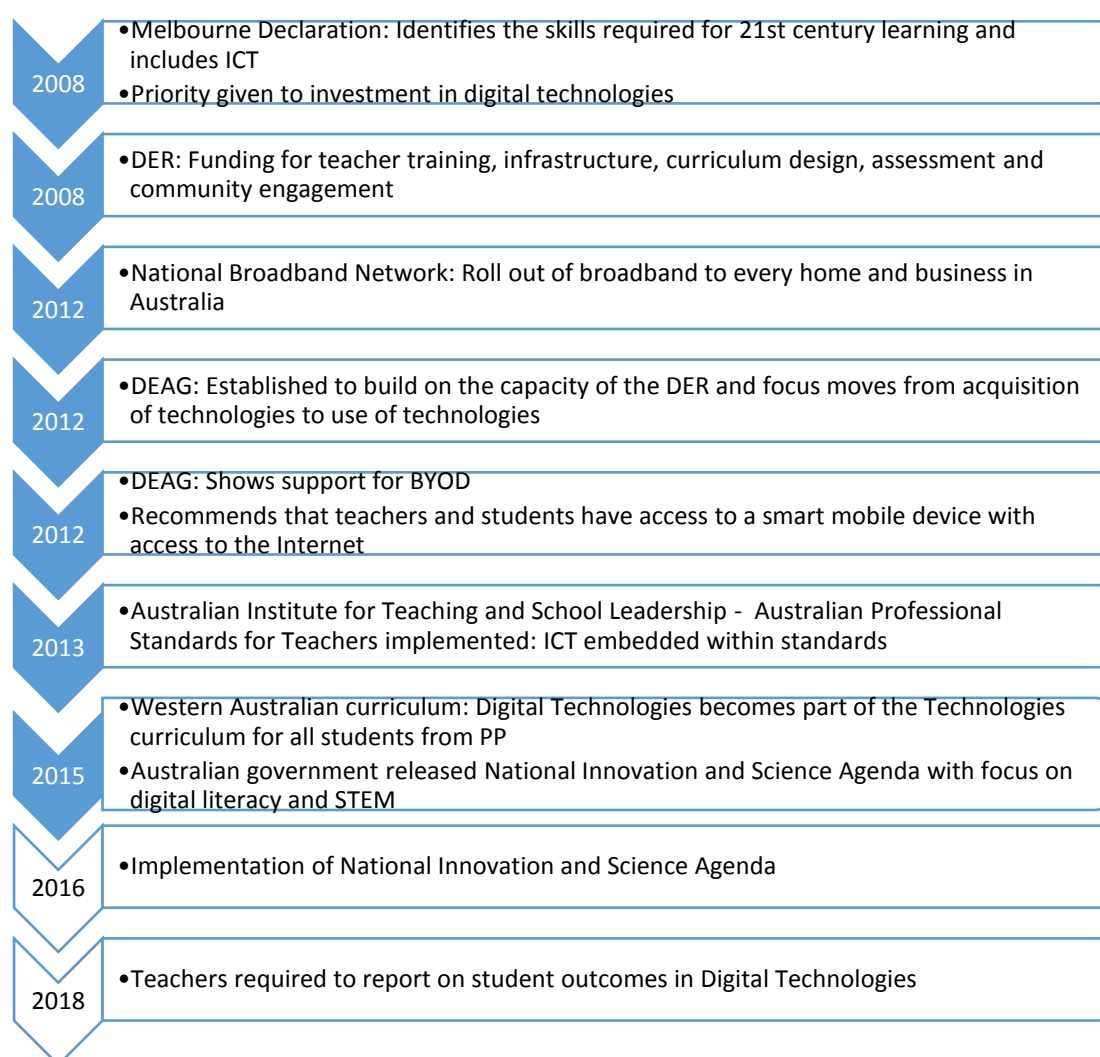 2008
•Melbourne Declaration: Identifies the skills required for 21st century learning and
includes ICT
•Priority given to investment in digital technologies
2008
•DER: Funding for teacher training, infrastructure, curriculum design, assessment and
community engagement
2012
•National Broadband Network: Roll out of broadband to every home and business in
Australia
2012
•DEAG: Established to build on the capacity of the DER and focus moves from acquisition
of technologies to use of technologies
2012
•DEAG: Shows support for BYOD
•Recommends that teachers and students have access to a smart mobile device with
access to the Internet
2013
•Australian Institute for Teaching and School Leadership - Australian Professional
Standards for Teachers implemented: ICT embedded within standards
2015
•Western Australian curriculum: Digital Technologies becomes part of the Technologies
curriculum for all students from PP
•Australian government released National Innovation and Science Agenda with focus on
digital literacy and STEM
2016
•Implementation of National Innovation and Science Agenda
2018
•Teachers required to report on student outcomes in Digital Technologies